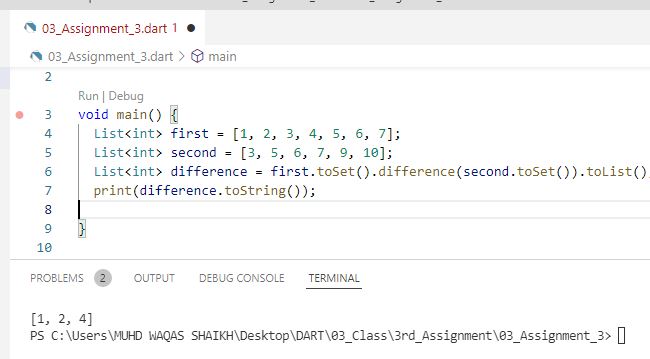 03_Assignment_3.dart 1
03_Assignment_3.dart > main
2
Run | Debug
3 void main() {
4 List<int> first = [1, 2, 3, 4, 5, 6, 7];
5 List<int> second = [3, 5, 6, 7, 9, 10];
6 List<int> difference = first.toSet().difference(second.toSet()).toList()
7 print(difference.toString());
8
9 }
10
PROBLEMS 2 OUTPUT DEBUG CONSOLE TERMINAL
[1, 2, 4]
PS C:\Users\MUHD WAQAS SHAIKH\Desktop\DART\03_Class\3rd_Assignment\03_Assignment_3>